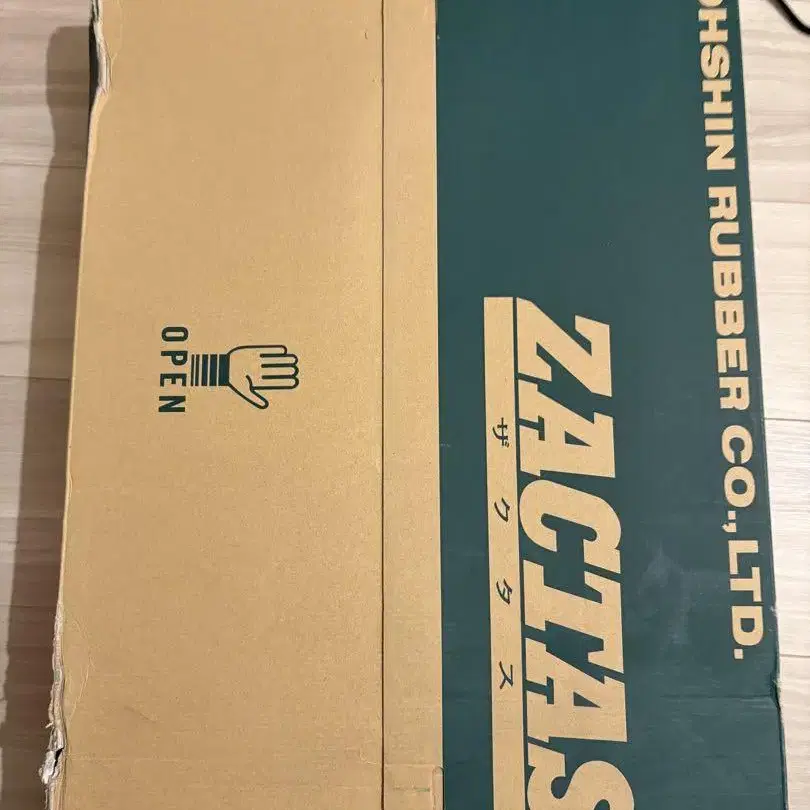 OHSHIN RUBBER CO., LTD.
ZACTAS
ザクタス
OPEN